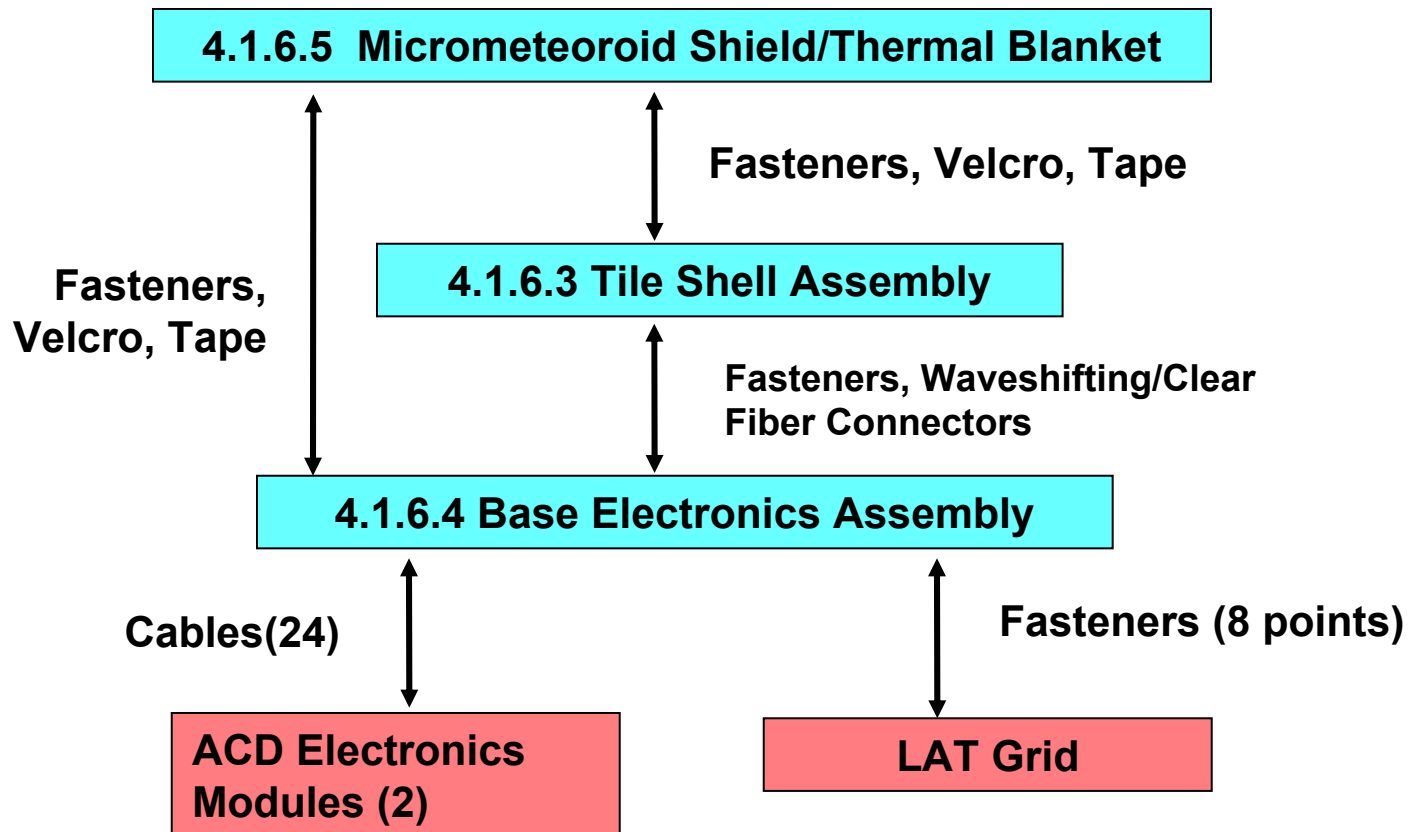 4.1.6.5  Micrometeoroid Shield/Thermal Blanket
Fasteners, Velcro, Tape
4.1.6.3 Tile Shell Assembly
Fasteners,
Velcro, Tape
Fasteners, Waveshifting/Clear
Fiber Connectors
4.1.6.4 Base Electronics Assembly
Cables(24)
Fasteners (8 points)
ACD Electronics
Modules (2)
LAT Grid